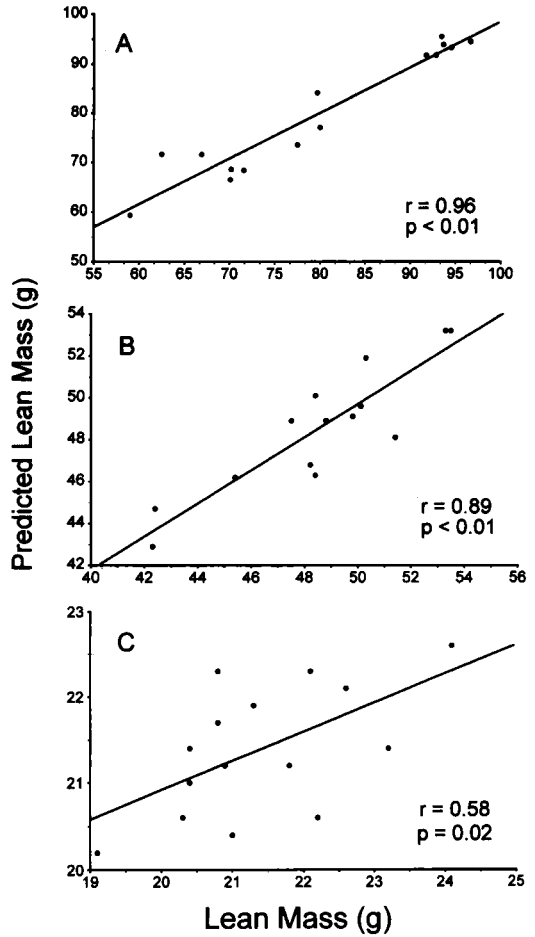 100
90
80
70
60
50
A
r = 0.96
p < 0.01
55 60 65 70 75 80 85 90 95 100
54
52
50
48
46
44
42
B
r = 0.89
p < 0.01
40 42 44 46 48 50 52 54 56
Predicted Lean Mass (g)
23
22
21
20
C
r = 0.58
p = 0.02
19 20 21 22 23 24 25
Lean Mass (g)